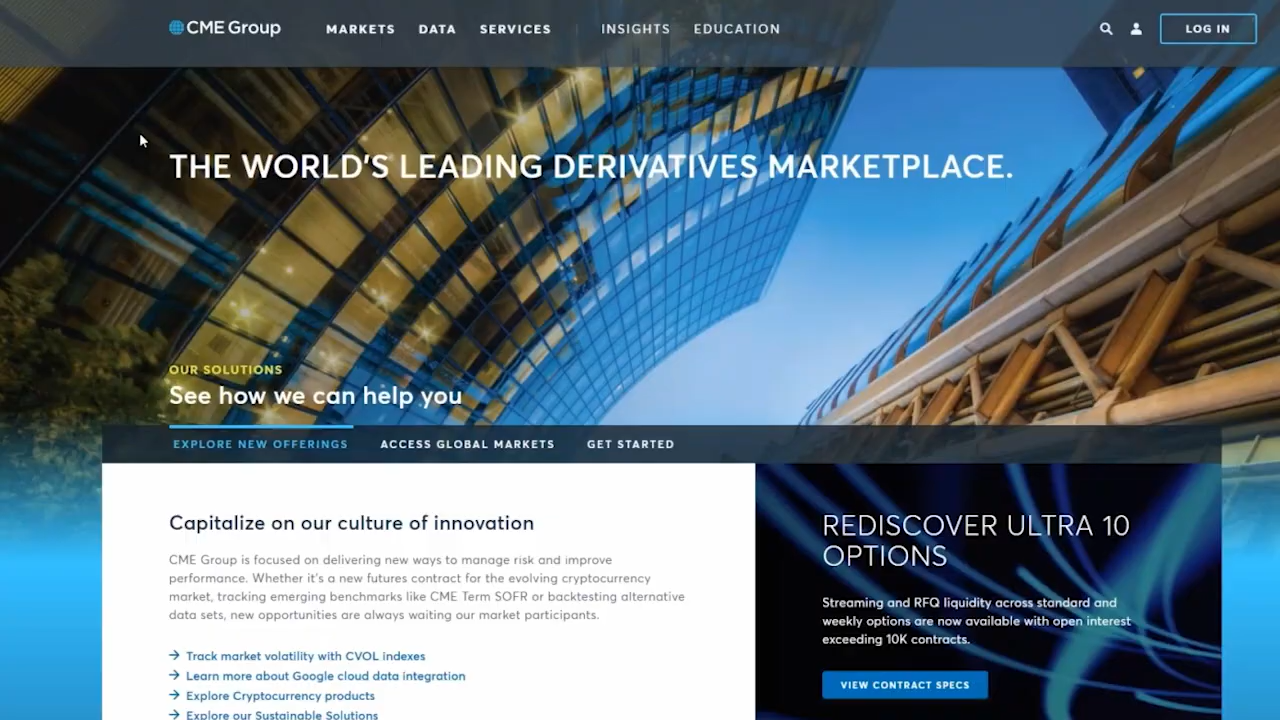 CME Group
MARKETS
DATA
SERVICES
INSIGHTS
EDUCATION
LOG IN
THE WORLD'S LEADING DERIVATIVES MARKETPLACE.
OUR SOLUTIONS
See how we can help you
EXPLORE NEW OFFERINGS
ACCESS GLOBAL MARKETS
GET STARTED
Capitalize on our culture of innovation
CME Group is focused on delivering new ways to manage risk and improve
performance. Whether it's a new futures contract for the evolving cryptocurrency
market, tracking emerging benchmarks like CME Term SOFR or backtesting alternative
data sets, new opportunities are always waiting our market participants.
Track market volatility with CVOL indexes
Learn more about Google cloud data integration
Explore Cryptocurrency products
Explore our Sustainable Solutions
REDISCOVER ULTRA 10
OPTIONS
Streaming and RFQ liquidity across standard and
weekly options are now available with open interest
exceeding 10K contracts.
VIEW CONTRACT SPECS